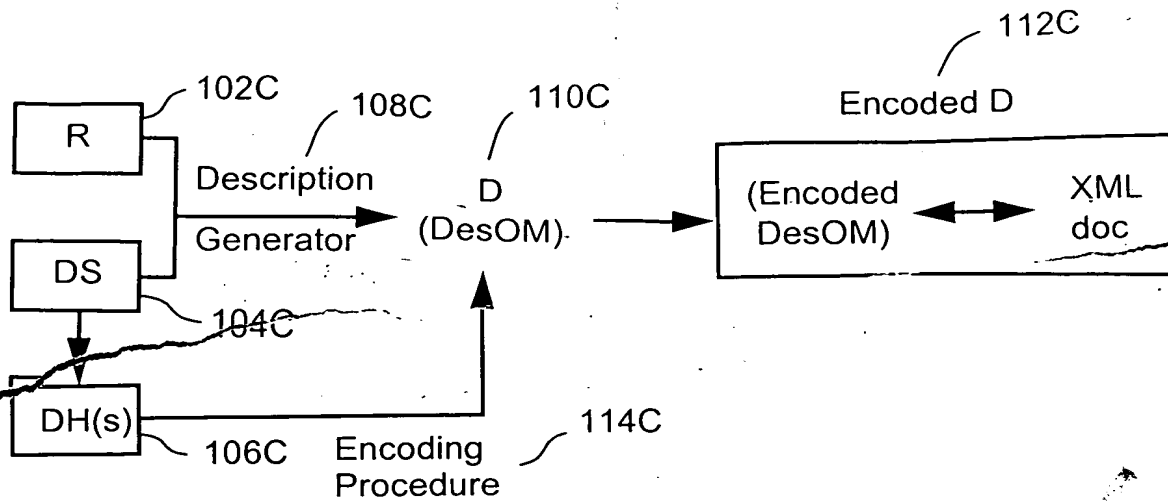 112C
102C
108C
110C
Encoded D
R
Description
Generator
D
(DesOM)
(Encoded
DesOM)
XML
doc
DS
104C
DH(s)
106C
Encoding
Procedure
114C